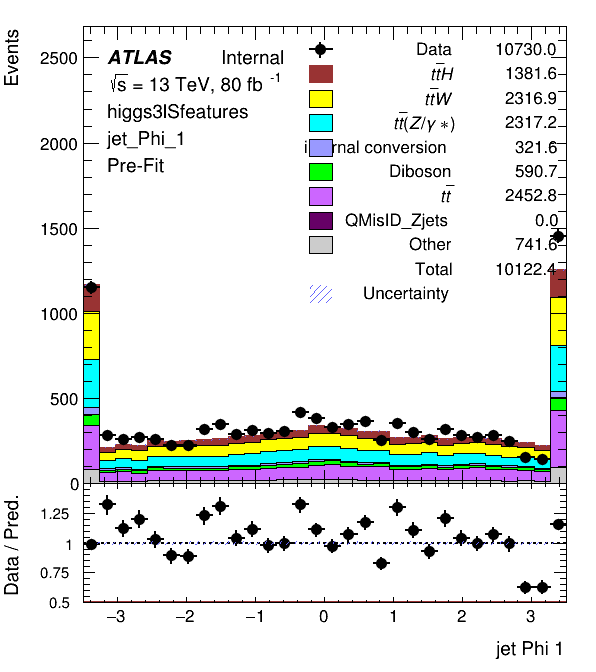 Events
2500
2000
1500
1000
500
0
ATLAS Internal
√s = 13 TeV, 80 fb⁻¹
higgs3lSfeatures
jet_Phi_1
Pre-Fit
Data 10730.0
tt̄H 1381.6
tt̄W 2316.9
tt̄(Z/γ∗) 2317.2
internal conversion 321.6
Diboson 590.7
tt̄ 2452.8
QMisID_Zjets 0.0
Other 741.6
Total 10122.4
Uncertainty
Data / Pred.
1.25
1
0.75
0.5
−3 −2 −1 0 1 2 3
jet Phi 1